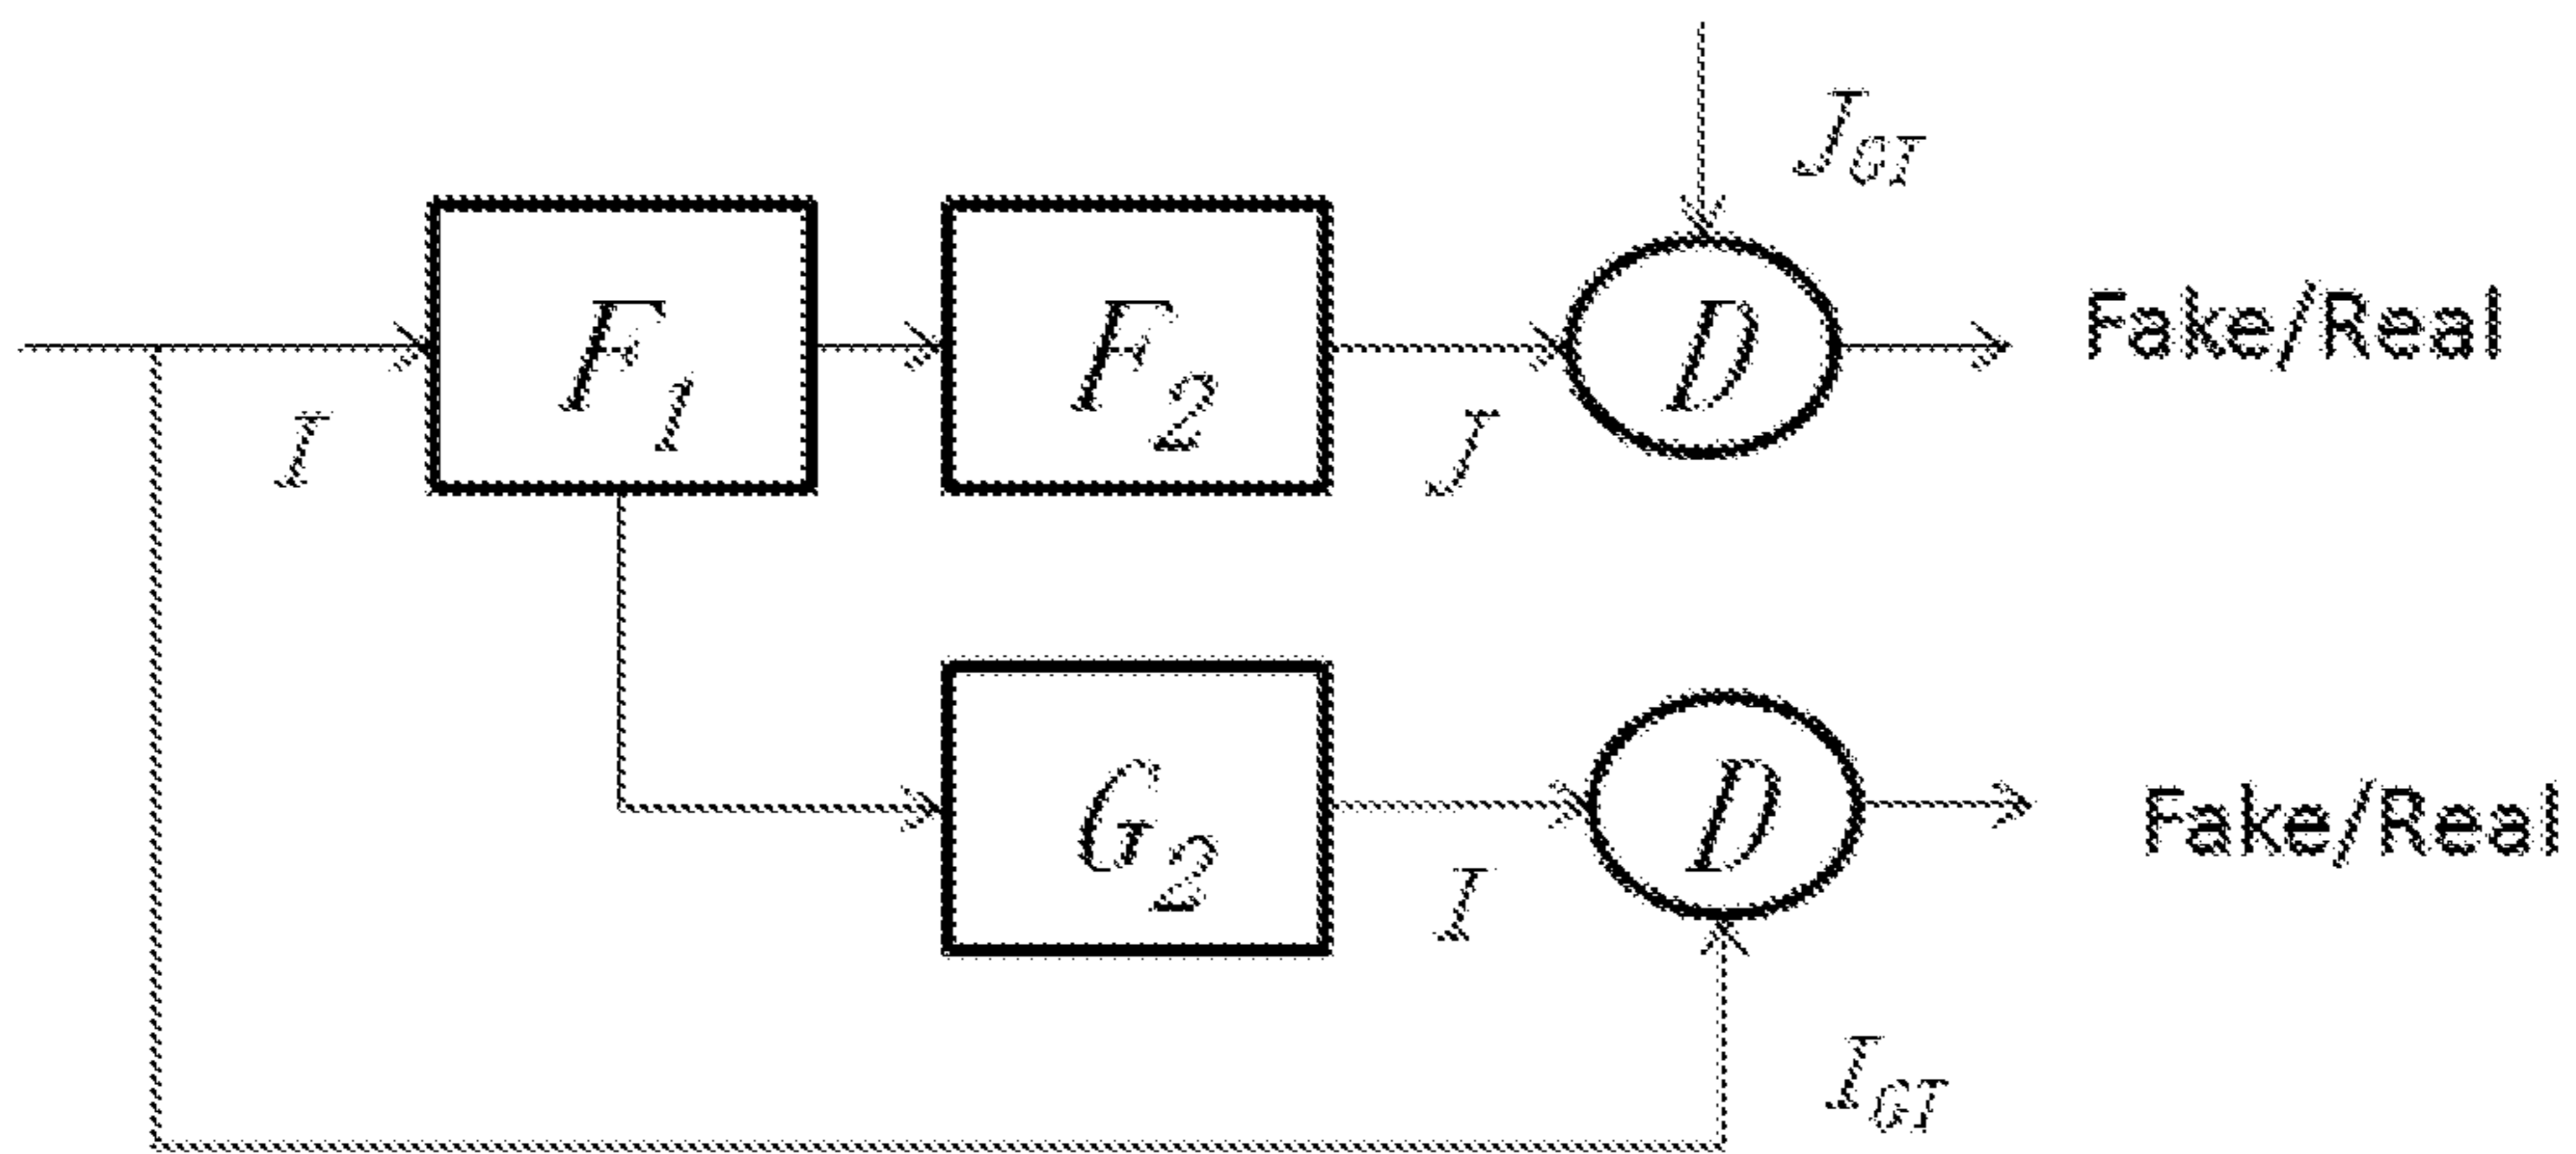 J_GT
F_1
F_2
D
Fake/Real
I
J
G_2
D
Fake/Real
I
I_GT